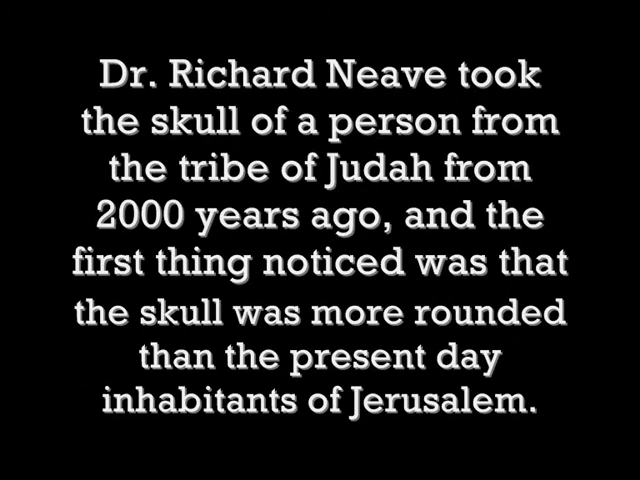 Dr. Richard Neave took
the skull of a person from
the tribe of Judah from
2000 years ago, and the
first thing noticed was that
the skull was more rounded
than the present day
inhabitants of Jerusalem.